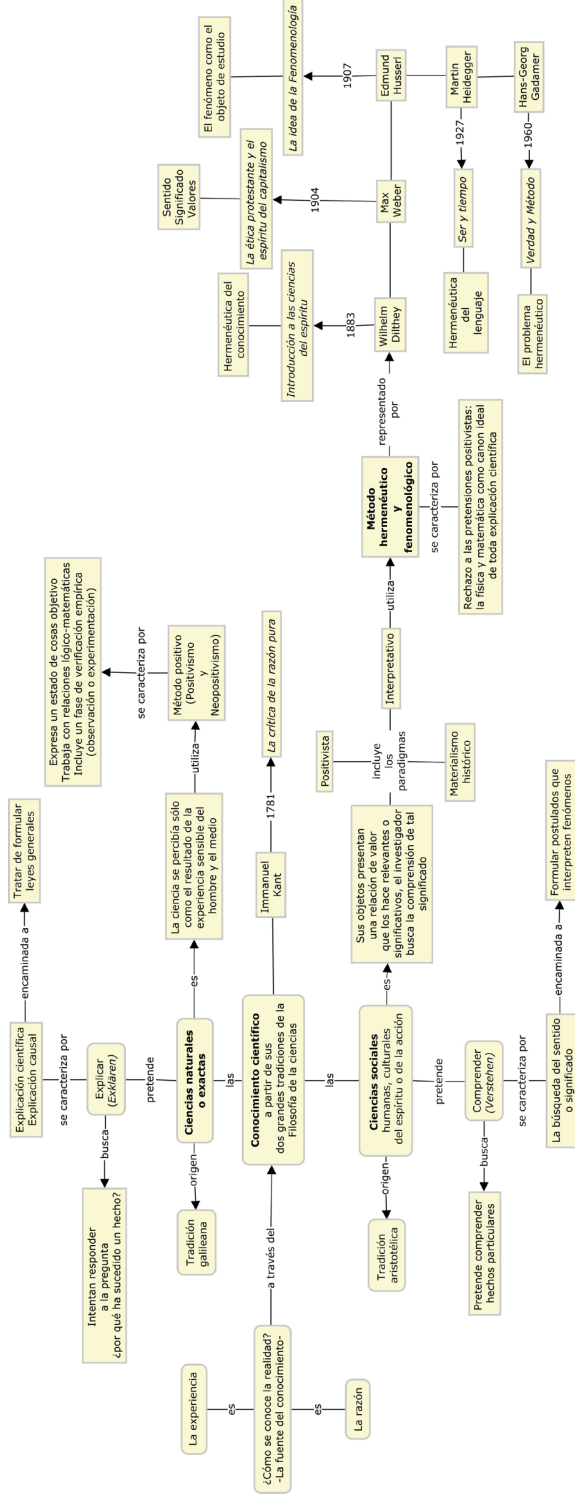 La experiencia
es
¿Cómo se conoce la realidad?
-La fuente del conocimiento-
es
La razón
a través del
Conocimiento científico
a partir de sus
dos grandes tradiciones de la
Filosofía de la ciencias
Immanuel
Kant
1781
La crítica de la razón pura
las
Ciencias naturales
o exactas
origen
Tradición
galileana
pretende
Explicar
(Exklären)
busca
Intentan responder
a la pregunta
¿por qué ha sucedido un hecho?
se caracteriza por
Explicación científica
Explicación causal
encaminada a
Tratar de formular
leyes generales
es
La ciencia se percibía sólo
como el resultado de la
experiencia sensible del
hombre y el medio
utiliza
Método positivo
(Positivismo
y
Neopositivismo)
se caracteriza por
Expresa un estado de cosas objetivo
Trabaja con relaciones lógico-matemáticas
Incluye un fase de verificación empírica
(observación o experimentación)
las
Ciencias sociales
humanas, culturales
del espíritu o de la acción
origen
Tradición
aristotélica
pretende
Comprender
(Verstehen)
busca
Pretende comprender
hechos particulares
se caracteriza por
La búsqueda del sentido
o significado
encaminada a
Formular postulados que
interpreten fenómenos
es
Sus objetos presentan
una relación de valor
que los hace relevantes o
significativos, el investigador
busca la comprensión de tal
significado
incluye
los
paradigmas
Positivista
Interpretativo
Materialismo
histórico
utiliza
Método
hermenéutico
y
fenomenológico
se caracteriza por
Rechazo a las pretensiones positivistas:
la física y matemática como canon ideal
de toda explicación científica
representado
por
Wilhelm
Dilthey
1883
Introducción a las ciencias
del espíritu
Hermenéutica del
conocimiento
Max
Weber
1904
La ética protestante y el
espíritu del capitalismo
Sentido
Significado
Valores
Edmund
Husserl
1907
La idea de la Fenomenología
El fenómeno como el
objeto de estudio
Martin
Heidegger
1927
Ser y tiempo
Hermenéutica
del
lenguaje
Hans-Georg
Gadamer
1960
Verdad y Método
El problema
hermenéutico